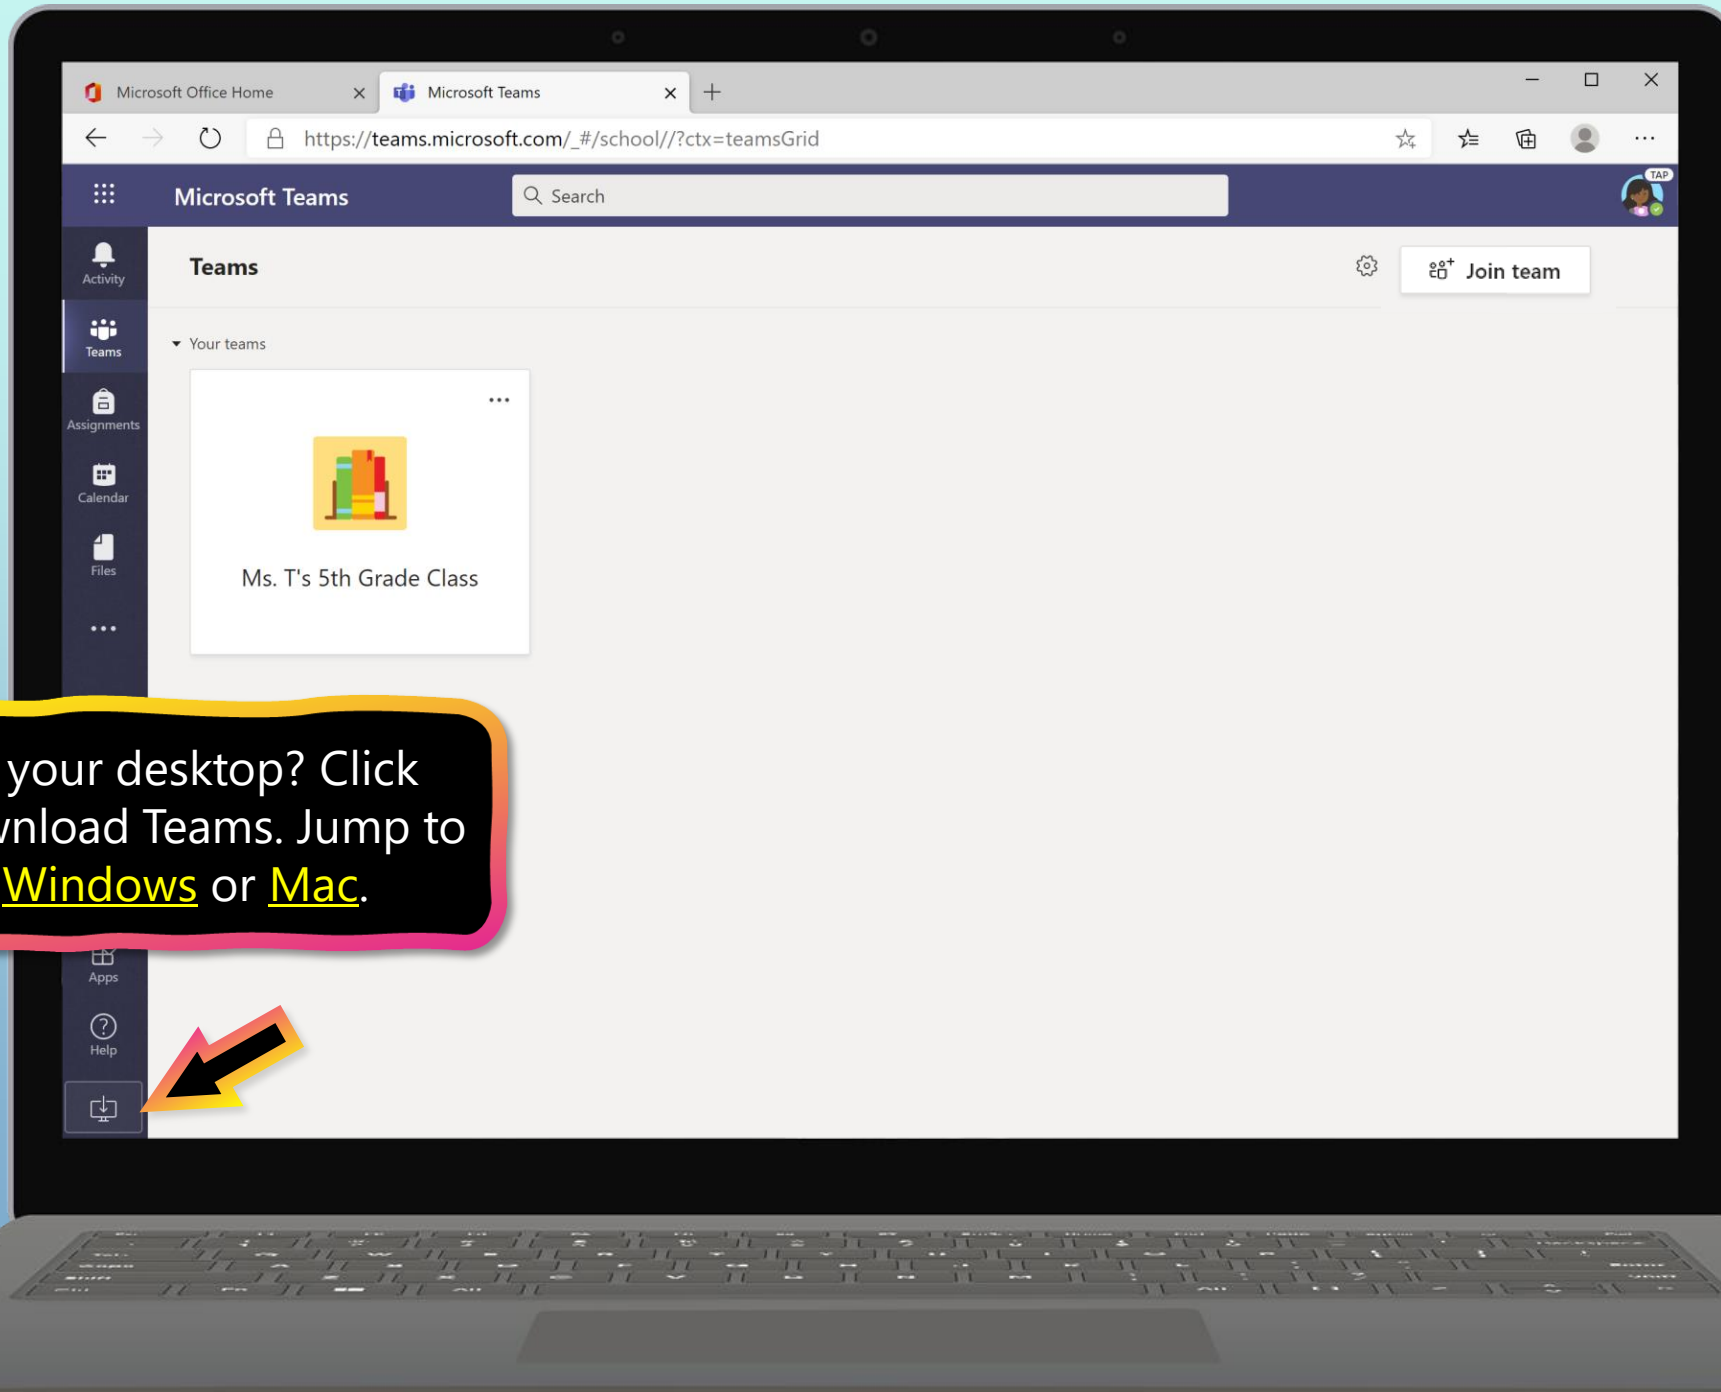 Microsoft Office Home
Microsoft Teams
https://teams.microsoft.com/_#/school//?ctx=teamsGrid
Microsoft Teams
Search
TAP
Activity
Teams
Assignments
Calendar
Files
Teams
Join team
Your teams
Ms. T's 5th Grade Class
your desktop? Click
wnload Teams. Jump to
Windows or Mac.
Apps
Help